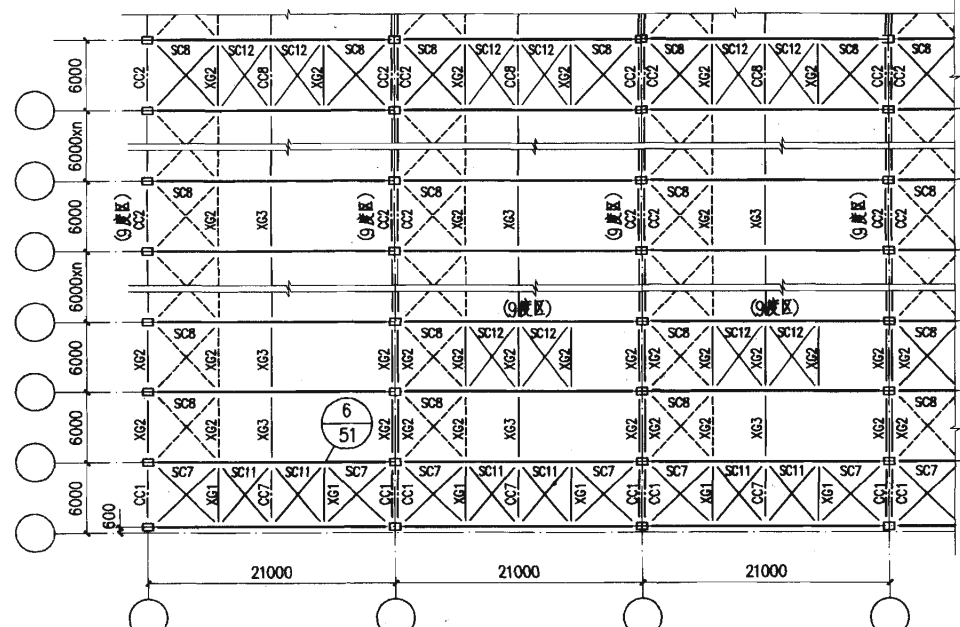 SC8 SC12 SC12 SC8 SC8 SC12 SC12 SC8 SC8 SC12 SC12 SC8 SC8
6000 CC2 XG2 CC8 XG2 CC2 CC2 XG2 CC8 XG2 CC2 CC2 XG2 CC8 XG2 CC2 CC2
6000xn
SC8 SC8 SC8 SC8
6000 (9度区) CC2 XG2 XG3 (9度区) CC2 CC2 XG2 XG3 (9度区) CC2 CC2 XG2 XG3 (9度区) CC2 CC2
6000xn
(9度区) (9度区)
SC8 SC8 SC12 SC12 SC8 SC12 SC12 SC8
6000 XG2 XG2 XG3 XG2 XG2 XG2 XG2 XG2 XG2 XG2 XG2 XG2 XG2 XG2 XG2
SC8 SC8 SC8 SC8
6000 XG2 XG2 XG3 XG2 XG2 XG2 XG3 XG2 XG2 XG2 XG3 XG2 XG2
6
51
SC7 SC11 SC11 SC7 SC7 SC11 SC11 SC7 SC7 SC11 SC11 SC7 SC7
6000 CC1 XG1 CC7 XG1 CC1 CC1 XG1 CC7 XG1 CC1 CC1 XG1 CC7 XG1 CC1 CC1
600
21000 21000 21000